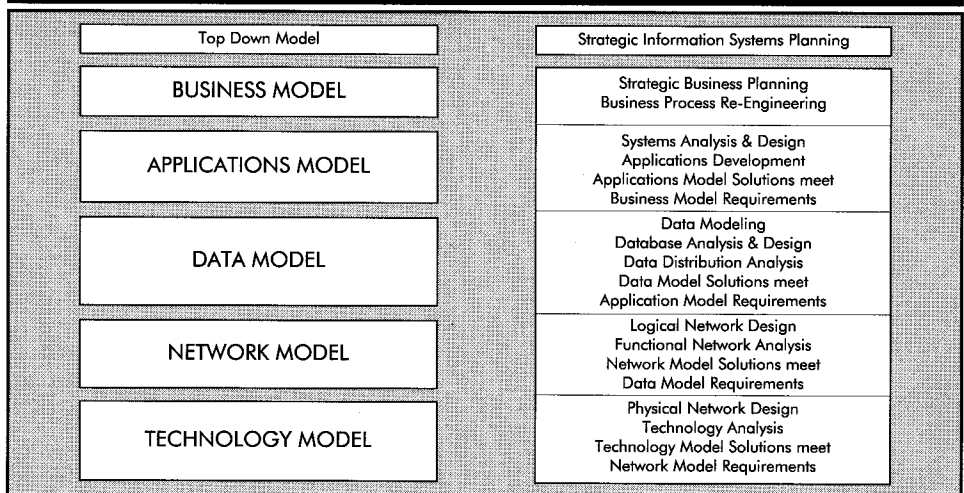 Top Down Model
BUSINESS MODEL
APPLICATIONS MODEL
DATA MODEL
NETWORK MODEL
TECHNOLOGY MODEL
Strategic Information Systems Planning
Strategic Business Planning
Business Process Re-Engineering
Systems Analysis & Design
Applications Development
Applications Model Solutions meet
Business Model Requirements
Data Modeling
Database Analysis & Design
Data Distribution Analysis
Data Model Solutions meet
Application Model Requirements
Logical Network Design
Functional Network Analysis
Network Model Solutions meet
Data Model Requirements
Physical Network Design
Technology Analysis
Technology Model Solutions meet
Network Model Requirements